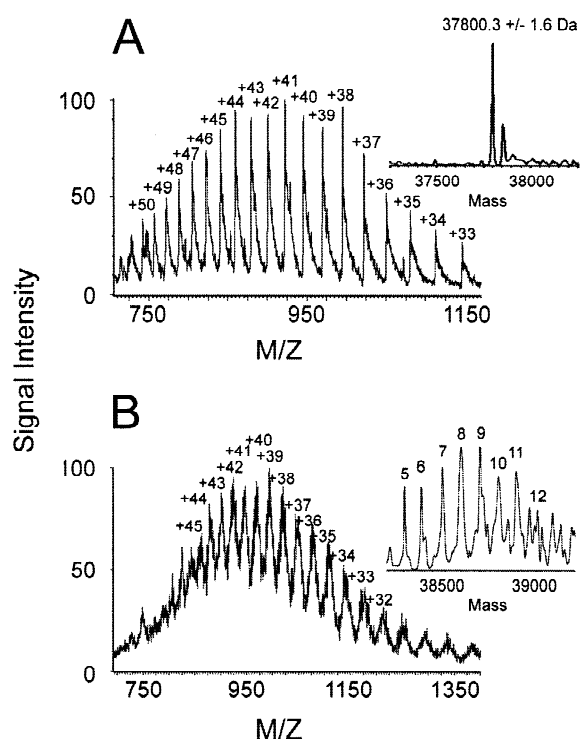 A
37800.3 +/- 1.6 Da
37500 38000
Mass
100
50
0
+50 +49 +48 +47 +46 +45 +44 +43 +42 +41 +40 +39 +38 +37 +36 +35 +34 +33
750 950 1150
M/Z
Signal Intensity
B
5 6 7 8 9 10 11 12
38500 39000
Mass
100
50
0
+45 +44 +43 +42 +41 +40 +39 +38 +37 +36 +35 +34 +33 +32
750 950 1150 1350
M/Z